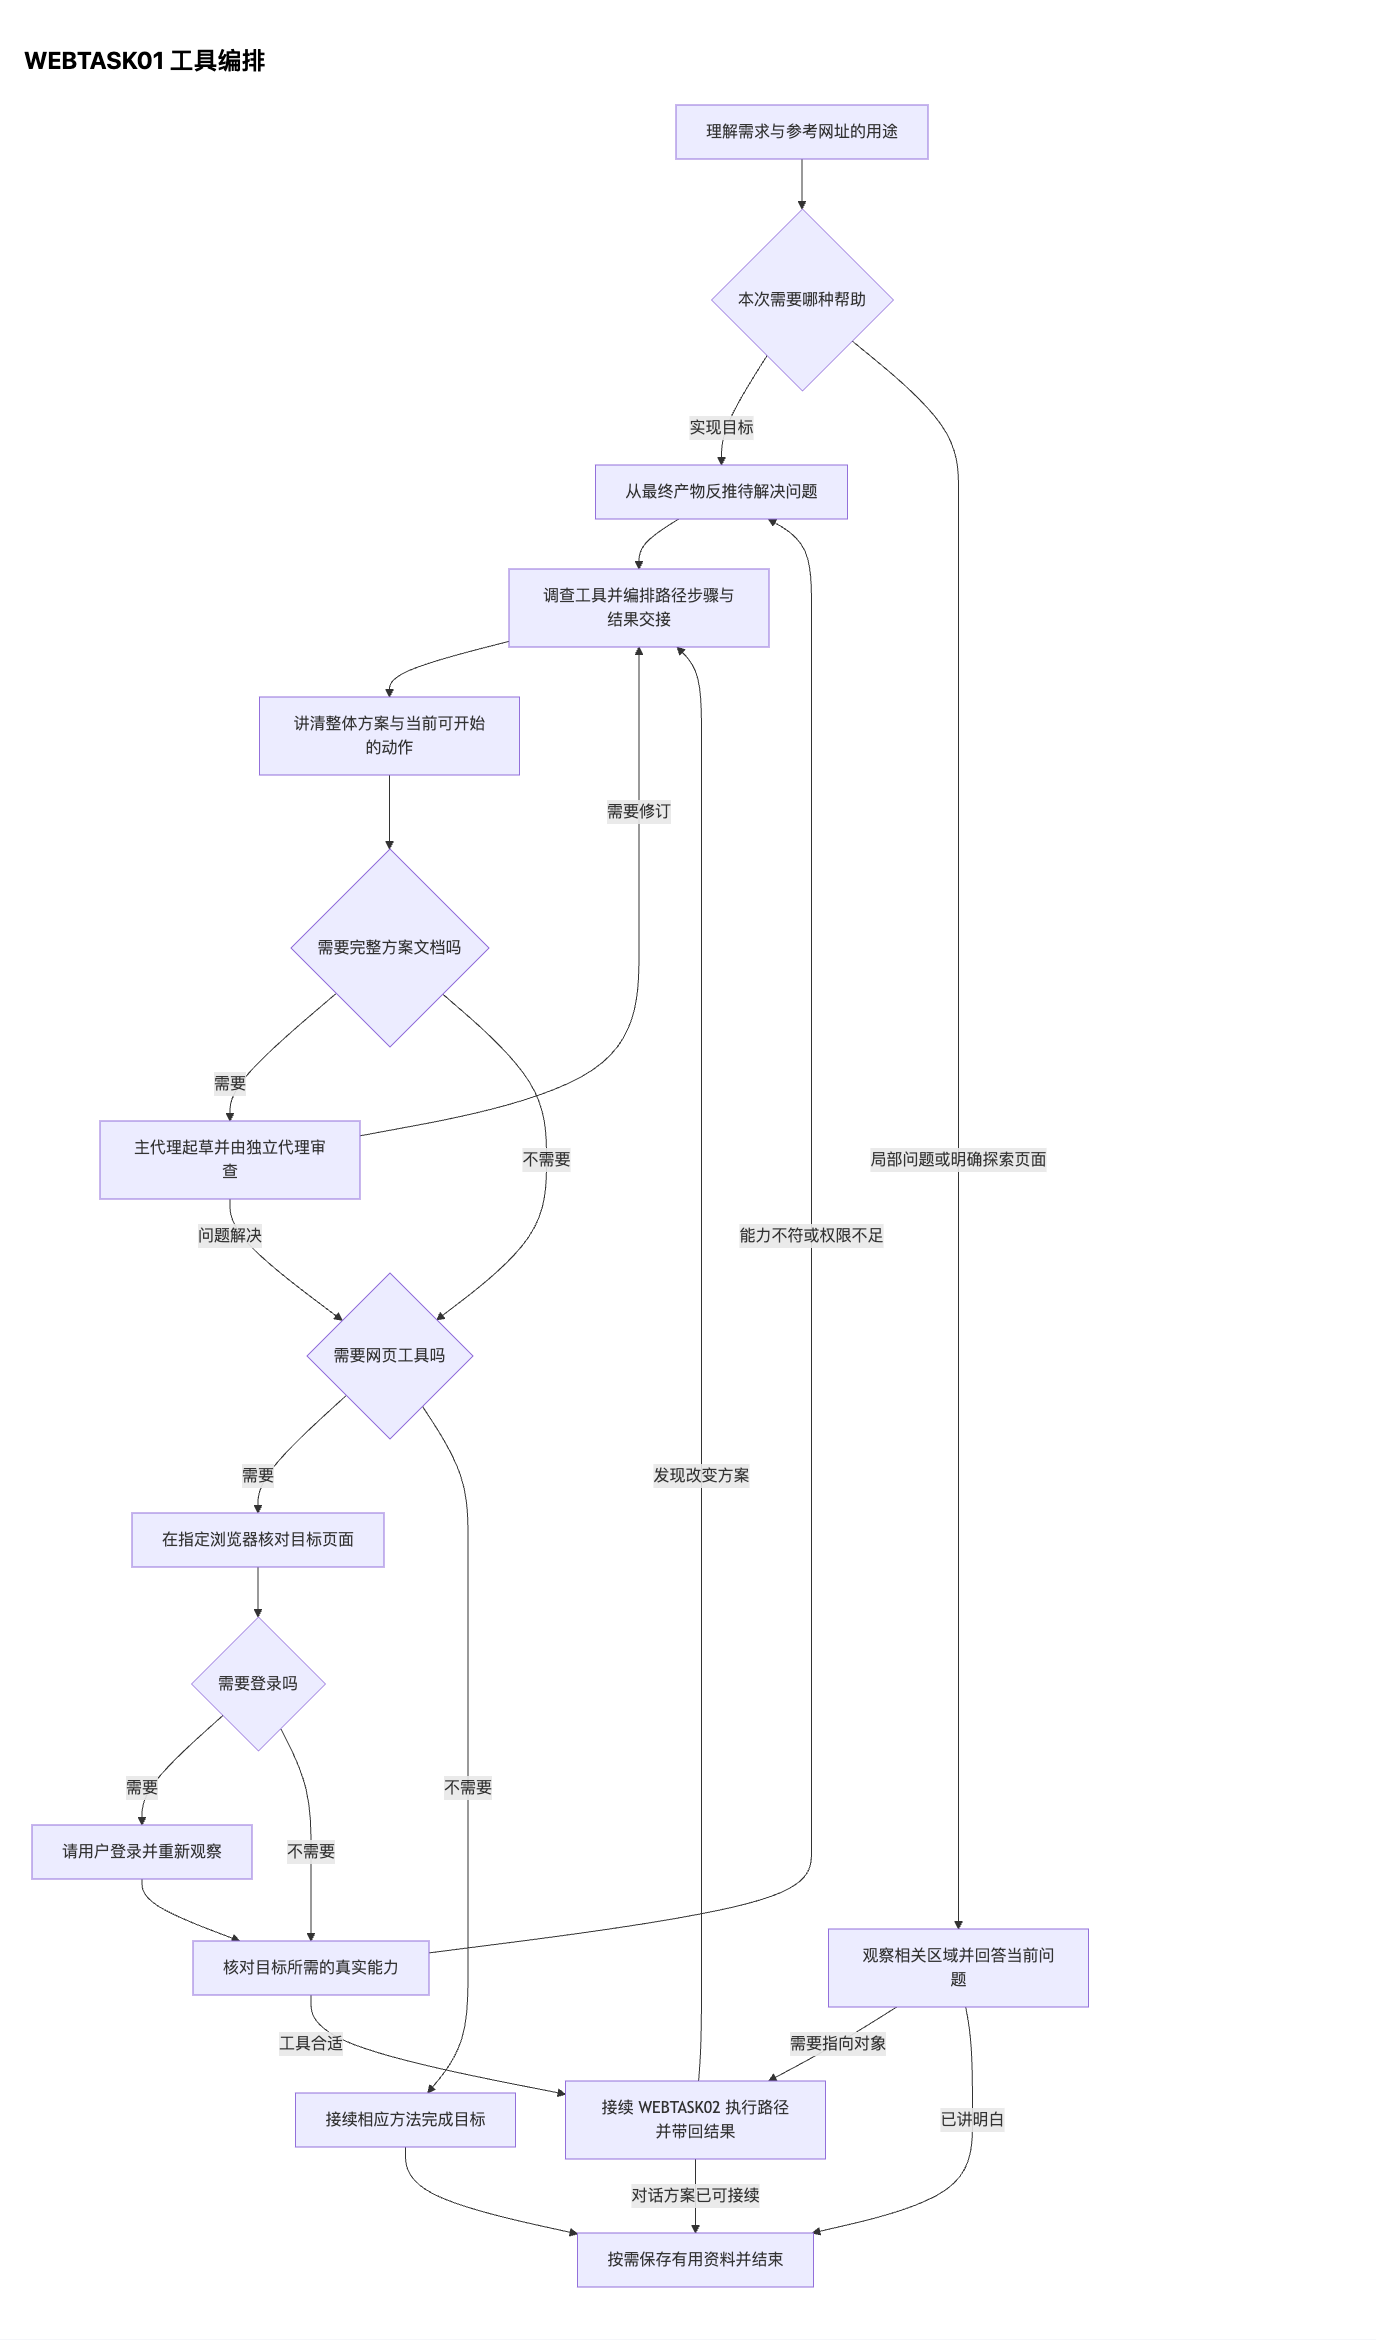 WEBTASK01 工具编排
理解需求与参考网址的用途
本次需要哪种帮助
实现目标
从最终产物反推待解决问题
调查工具并编排路径步骤与
结果交接
讲清整体方案与当前可开始
的动作
需要修订
需要完整方案文档吗
需要
主代理起草并由独立代理审
查
不需要
局部问题或明确探索页面
问题解决
能力不符或权限不足
需要网页工具吗
需要
发现改变方案
在指定浏览器核对目标页面
需要登录吗
需要
不需要
请用户登录并重新观察
不需要
核对目标所需的真实能力
观察相关区域并回答当前问
题
工具合适
需要指向对象
接续相应方法完成目标
接续 WEBTASK02 执行路径
并带回结果
已讲明白
对话方案已可接续
按需保存有用资料并结束